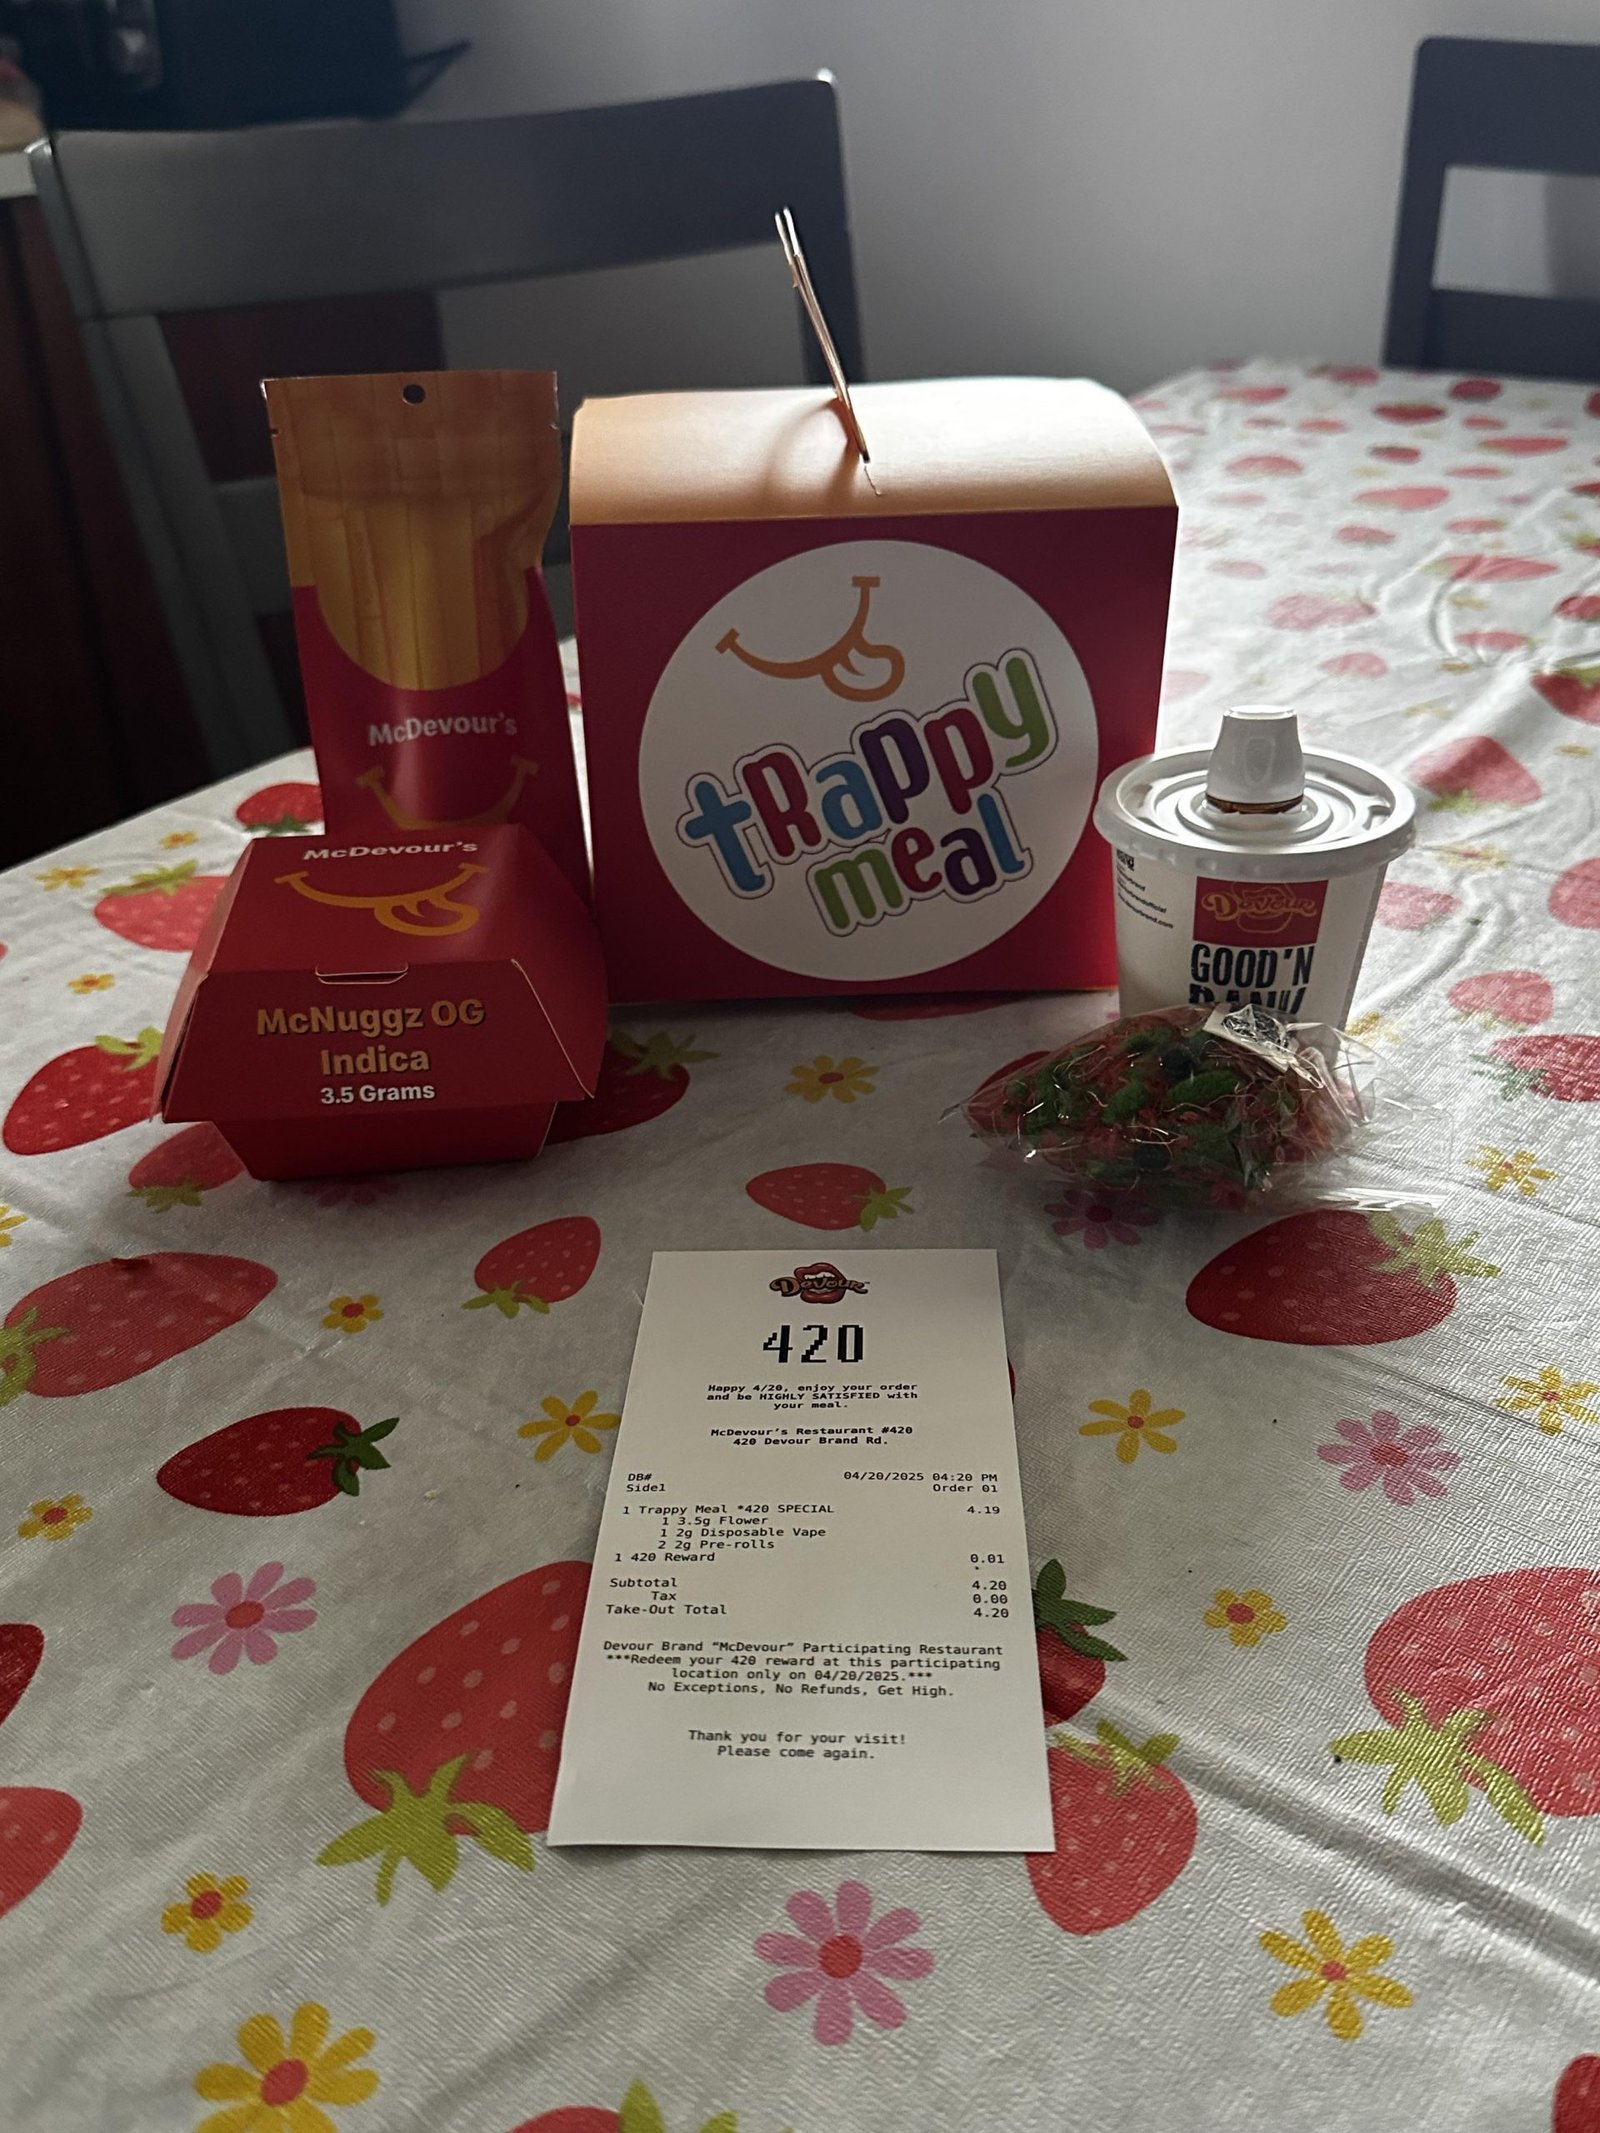 McDevour's
tRappy
meal
McDevour's
McNuggz OG
Indica
3.5 Grams
Devour
GOOD'N
Devour
420
Happy 4/20, enjoy your order
and be HIGHLY SATISFIED with
your meal.
McDevour's Restaurant #420
420 Devour Brand Rd.
DB# 04/20/2025 04:20 PM
Side1 Order 01
1 Trappy Meal *420 SPECIAL 4.19
1 3.5g Flower
1 2g Disposable Vape
2 2g Pre-rolls
1 420 Reward 0.01
Subtotal 4.20
Tax 0.00
Take-Out Total 4.20
Devour Brand “McDevour” Participating Restaurant
***Redeem your 420 reward at this participating
location only on 04/20/2025.***
No Exceptions, No Refunds, Get High.
Thank you for your visit!
Please come again.